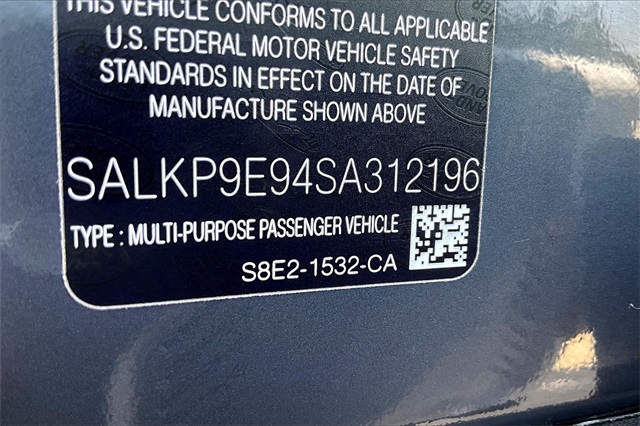 THIS VEHICLE CONFORMS TO ALL APPLICABLE
U.S. FEDERAL MOTOR VEHICLE SAFETY
STANDARDS IN EFFECT ON THE DATE OF
MANUFACTURE SHOWN ABOVE
SALKP9E94SA312196
TYPE : MULTI-PURPOSE PASSENGER VEHICLE
S8E2-1532-CA